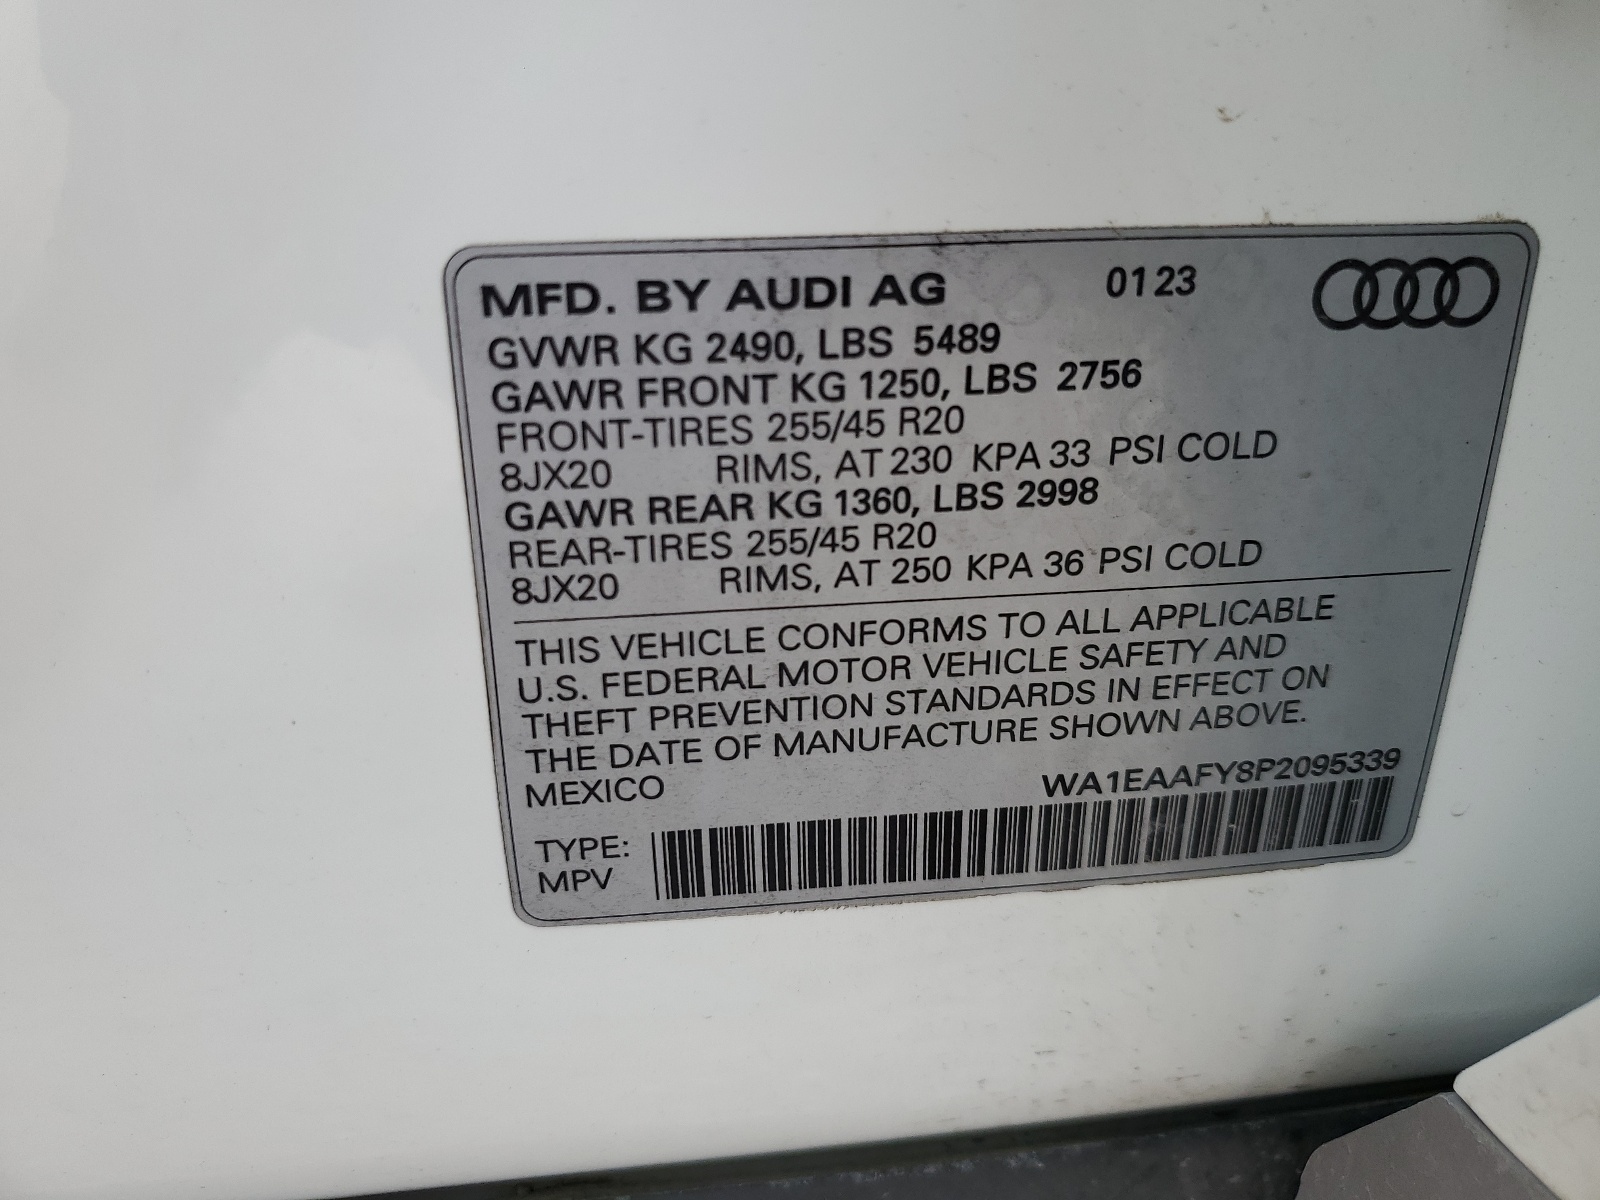 MFD. BY AUDI AG 01 23
GVWR KG 2490, LBS 5489
GAWR FRONT KG 1250, LBS 2756
FRONT-TIRES 255/45 R20
8JX20 RIMS, AT 230 KPA 33 PSI COLD
GAWR REAR KG 1360, LBS 2998
REAR-TIRES 255/45 R20
8JX20 RIMS, AT 250 KPA 36 PSI COLD
THIS VEHICLE CONFORMS TO ALL APPLICABLE
U.S. FEDERAL MOTOR VEHICLE SAFETY AND
THEFT PREVENTION STANDARDS IN EFFECT ON
THE DATE OF MANUFACTURE SHOWN ABOVE.
MEXICO WA1EAAFY8P2095339
TYPE:
MPV